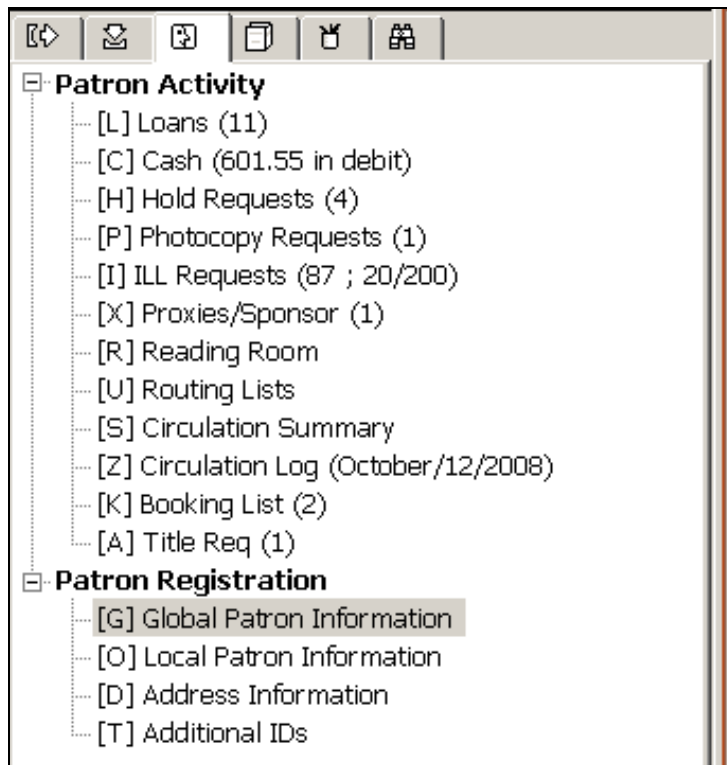 Patron Activity
[L] Loans (11)
[C] Cash (601.55 in debit)
[H] Hold Requests (4)
[P] Photocopy Requests (1)
[I] ILL Requests (87 ; 20/200)
[X] Proxies/Sponsor (1)
[R] Reading Room
[U] Routing Lists
[S] Circulation Summary
[Z] Circulation Log (October/12/2008)
[K] Booking List (2)
[A] Title Req (1)
Patron Registration
[G] Global Patron Information
[O] Local Patron Information
[D] Address Information
[T] Additional IDs